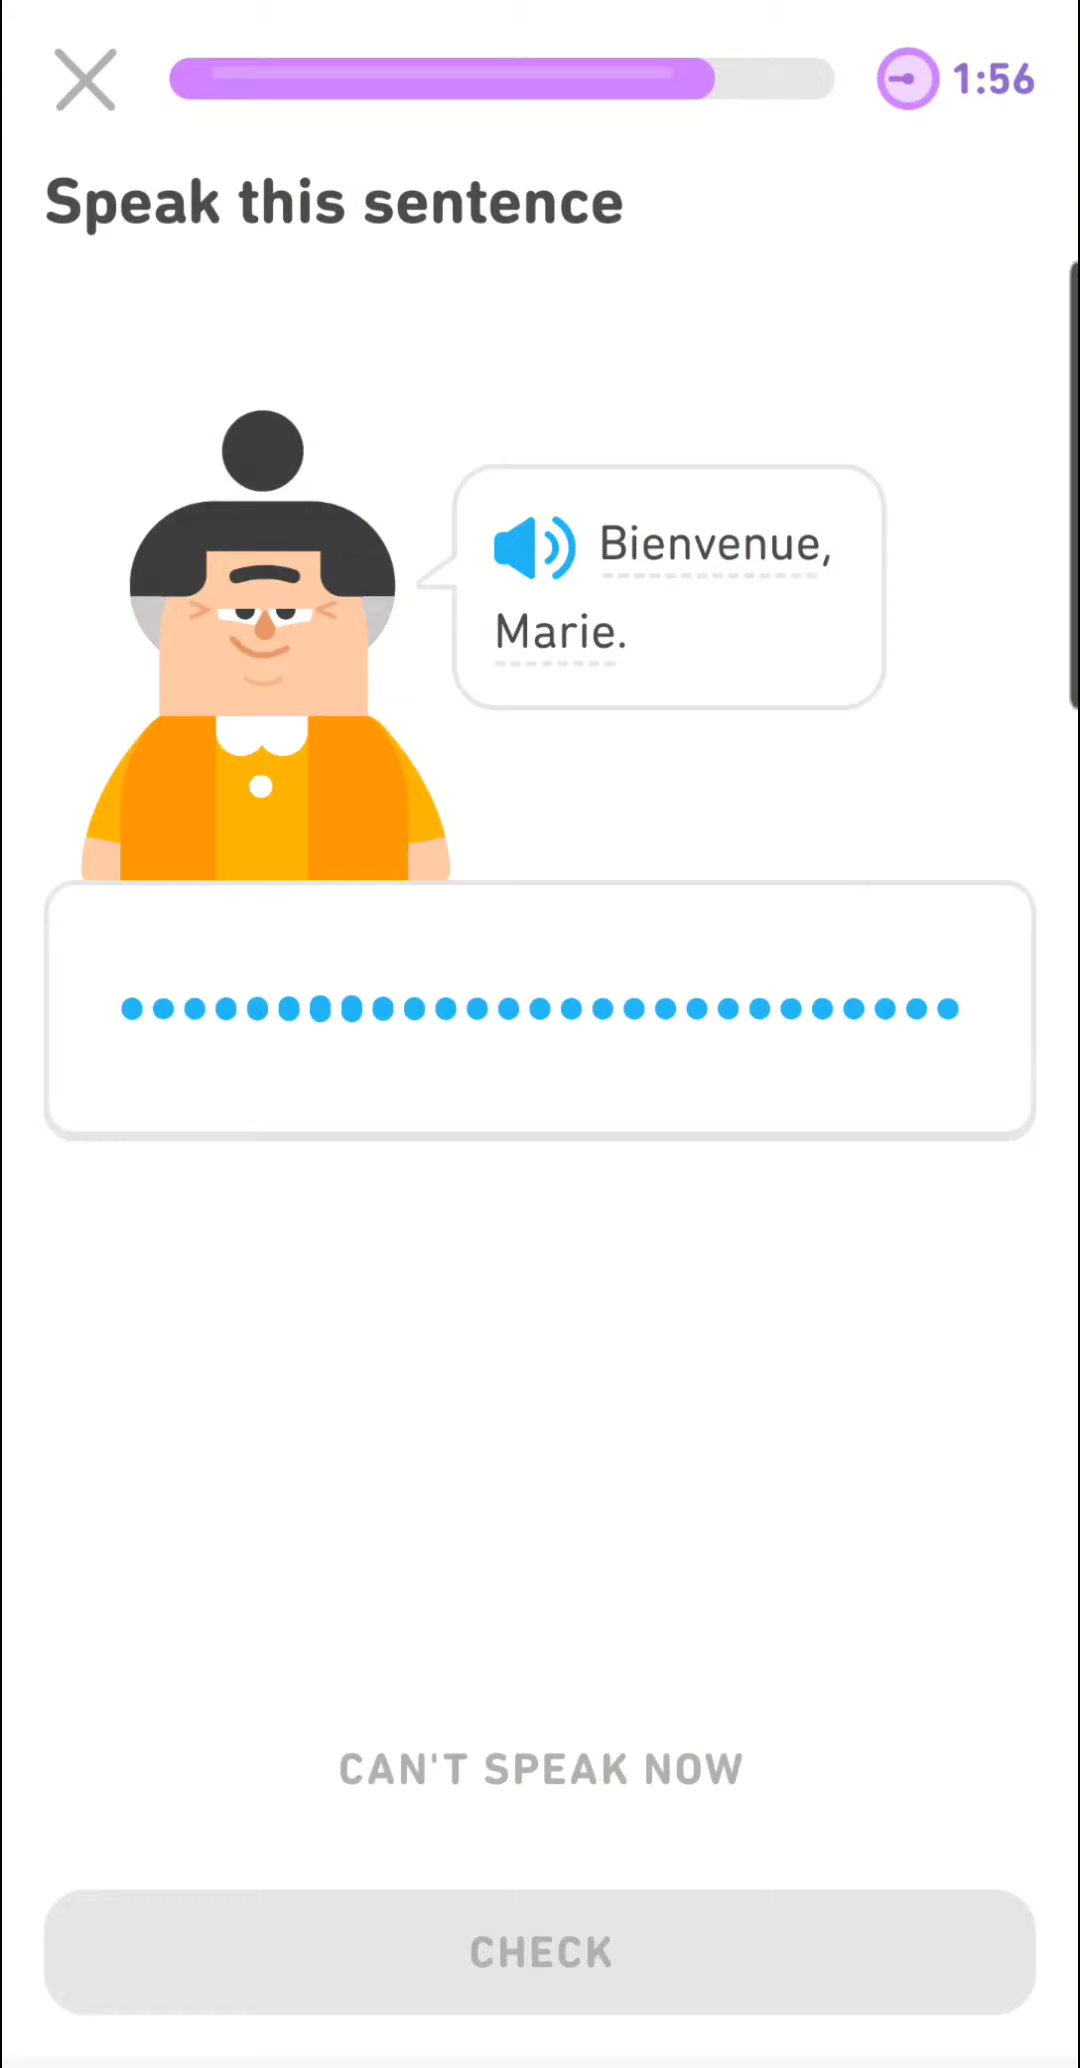 1:56
Speak this sentence
Bienvenue,
Marie.
CAN'T SPEAK NOW
CHECK